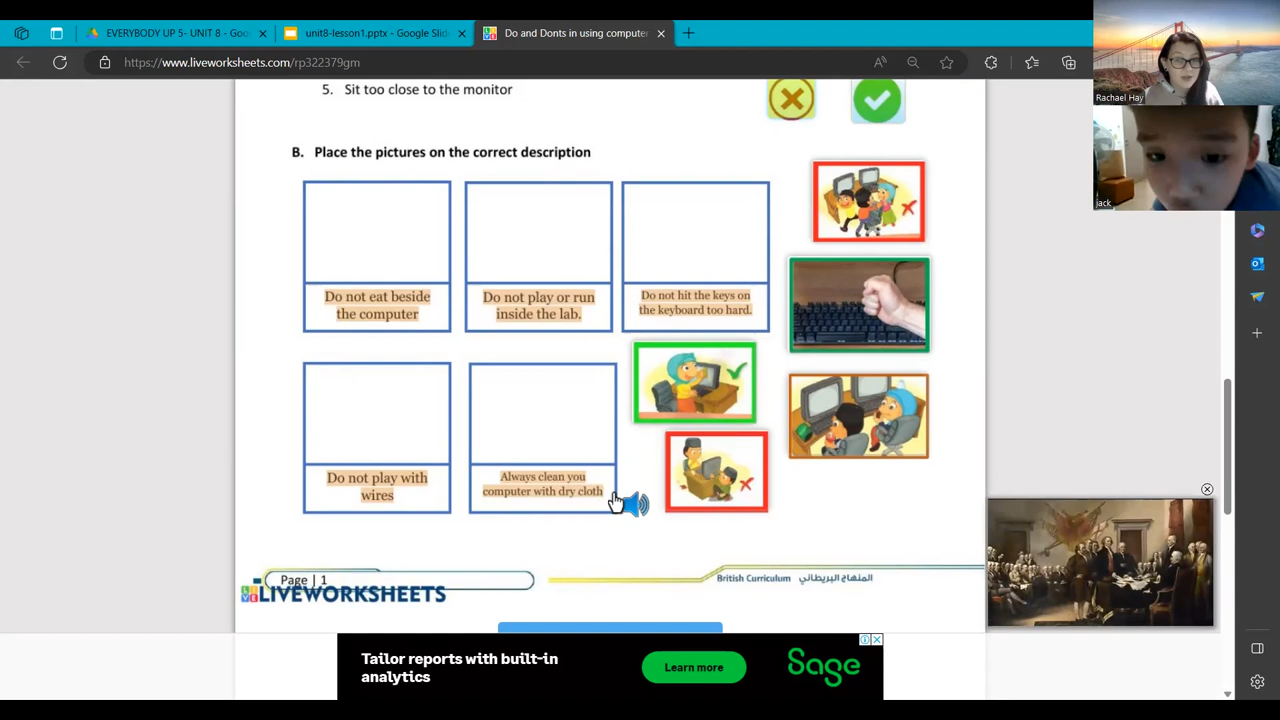 EVERYBODY UP 5- UNIT 8 - Goo
unit8-lesson1.pptx - Google Slide
Do and Donts in using computer
https://www.liveworksheets.com/rp322379gm
Rachael Hay
jack
5. Sit too close to the monitor
B. Place the pictures on the correct description
Do not eat beside
the computer
Do not play or run
inside the lab.
Do not hit the keys on
the keyboard too hard.
Do not play with
wires
Always clean you
computer with dry cloth
Page | 1
British Curriculum المنهاج البريطاني
LIVE
LIVEWORKSHEETS
Tailor reports with built-in
analytics
Learn more
Sage